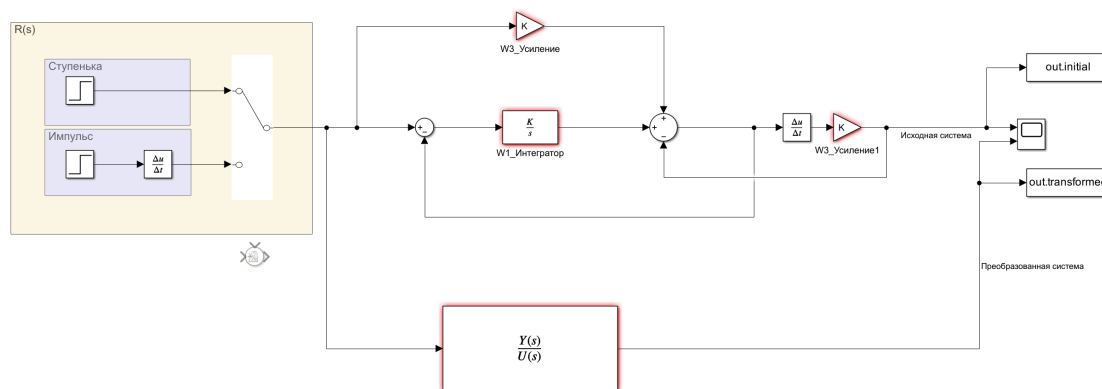 R(s)
Ступенька
Импульс
Δu
Δt
K
W3_Усиление
+
−
K
s
W1_Интегратор
+
+
−
Δu
Δt
K
W3_Усиление1
Исходная система
out.initial
out.transformed
Преобразованная система
Y(s)
U(s)